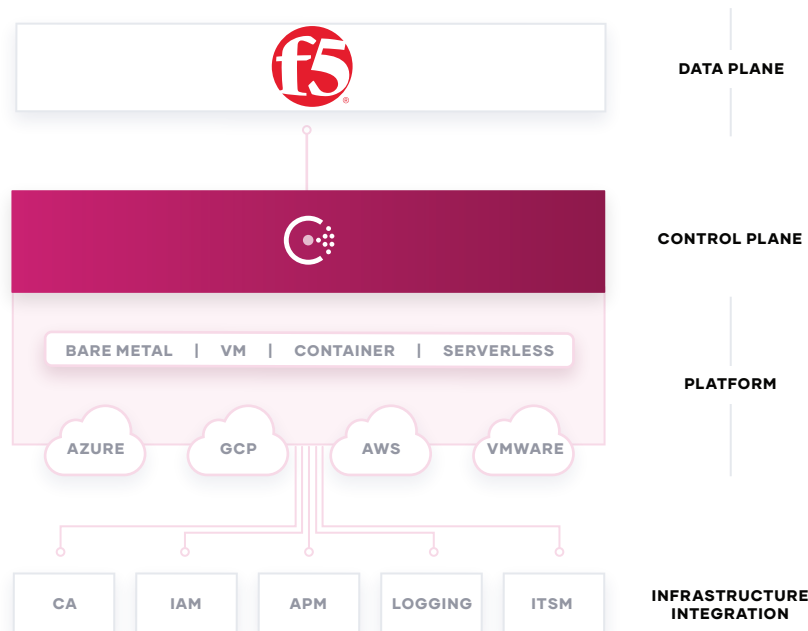 f5®
DATA PLANE
CONTROL PLANE
BARE METAL | VM | CONTAINER | SERVERLESS
PLATFORM
AZURE GCP AWS VMWARE
CA IAM APM LOGGING ITSM
INFRASTRUCTURE
INTEGRATION